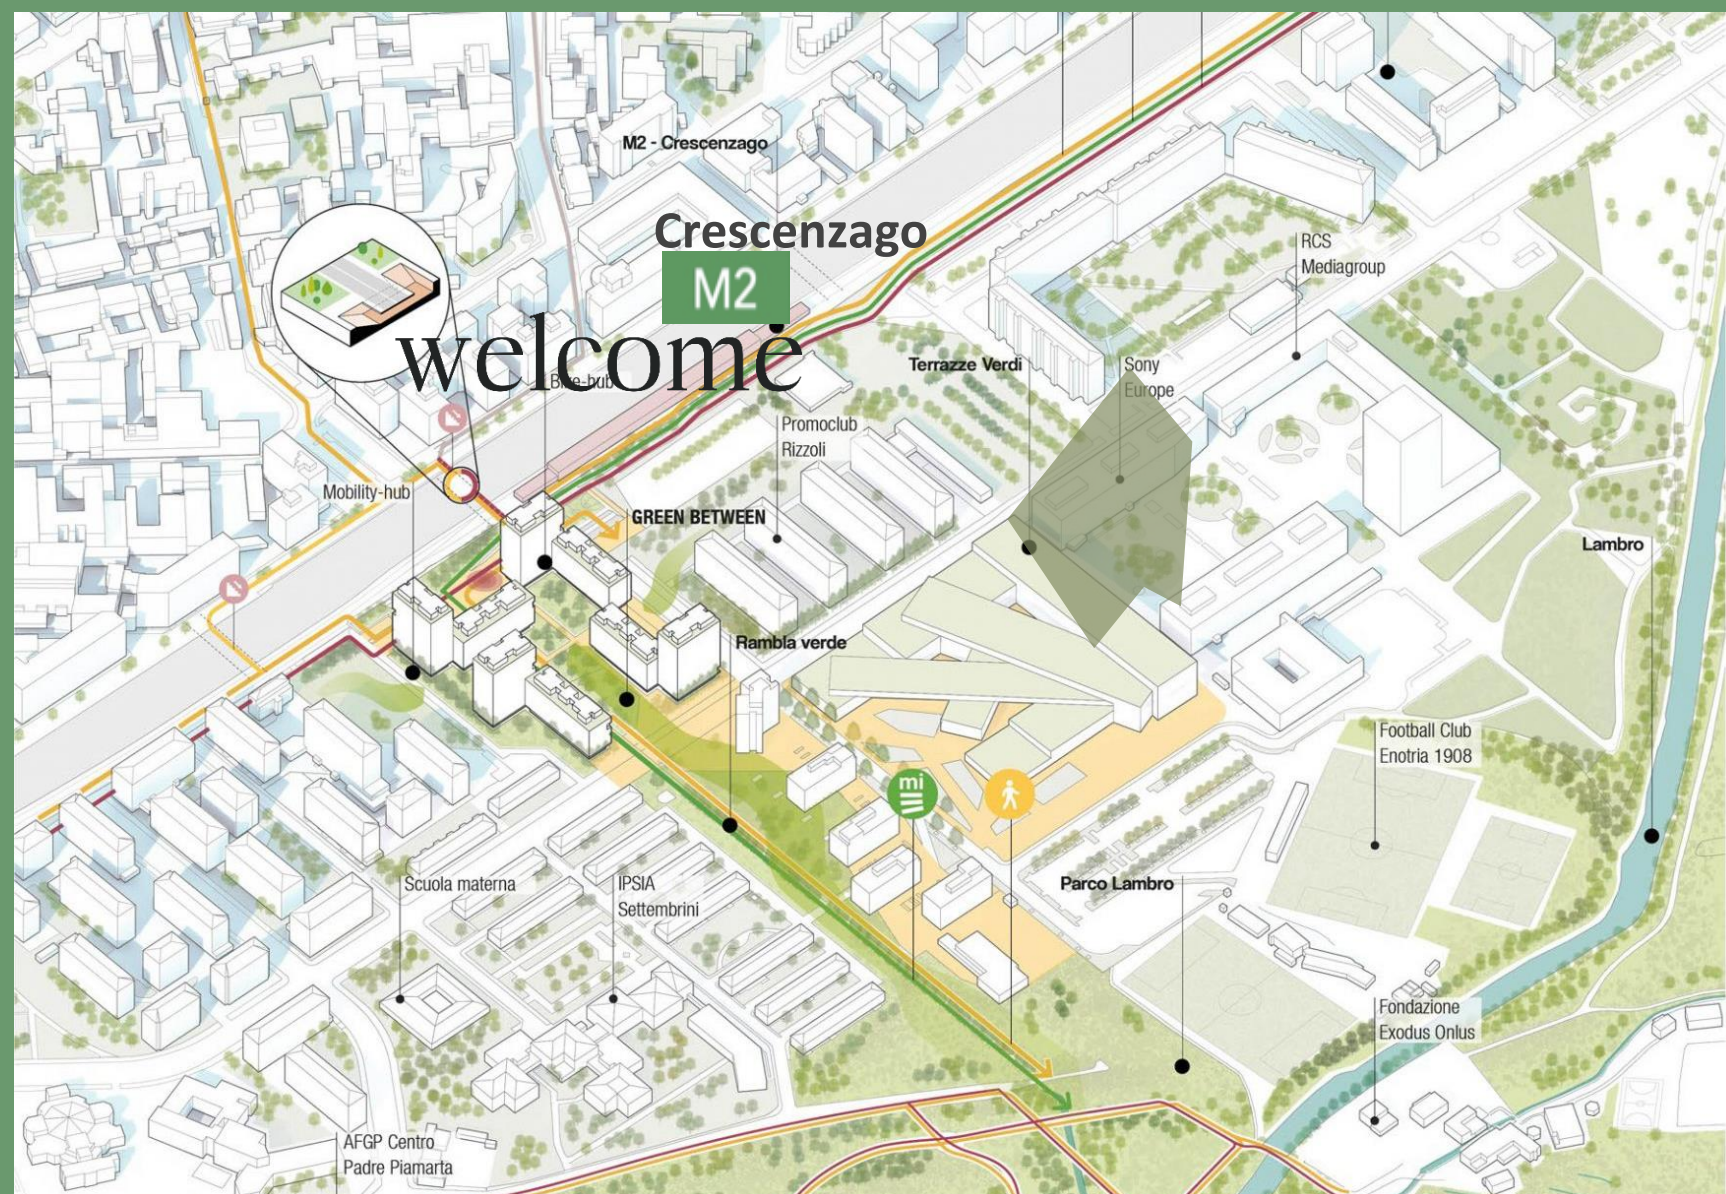 M2 - Crescenzago
Crescenzago
M2
welcome
RCS
Mediagroup
Terrazze Verdi
Sony
Europe
Bike-hub
Promoclub
Rizzoli
Mobility-hub
GREEN BETWEEN
Lambro
Rambla verde
Football Club
Enotria 1908
mi
Scuola materna
IPSIA
Settembrini
Parco Lambro
Fondazione
Exodus Onlus
AFGP Centro
Padre Piamarta